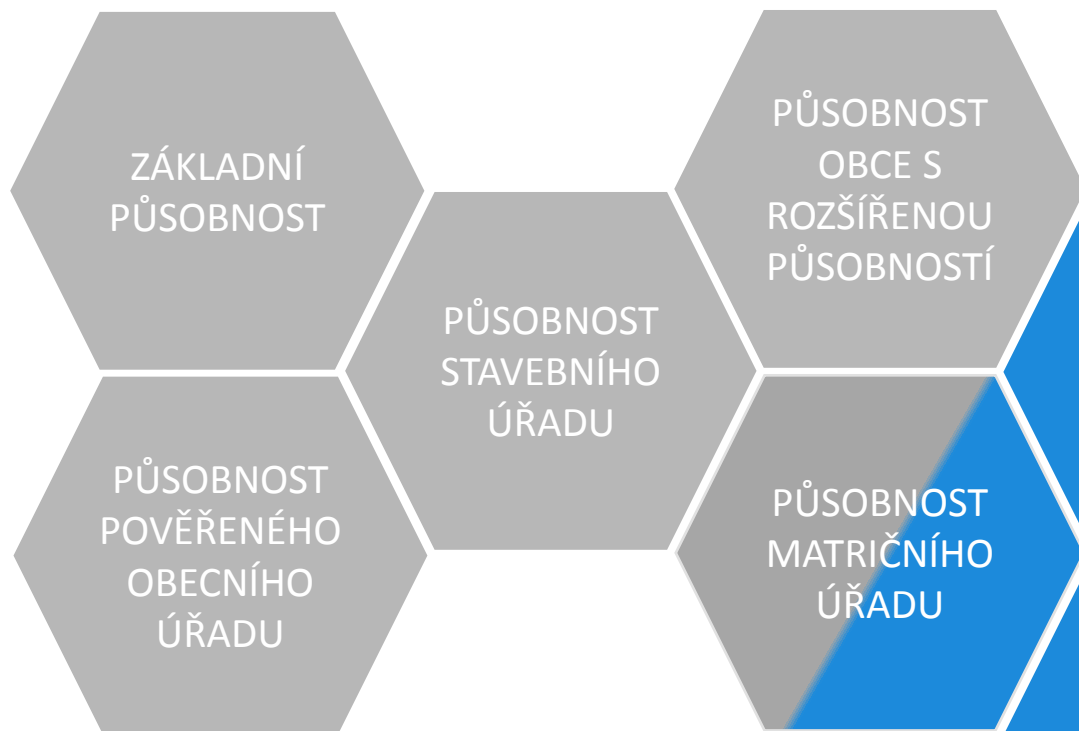 ZÁKLADNÍ
PŮSOBNOST
PŮSOBNOST
POVĚŘENÉHO
OBECNÍHO
ÚŘADU
PŮSOBNOST
STAVEBNÍHO
ÚŘADU
PŮSOBNOST
OBCE S
ROZŠÍŘENOU
PŮSOBNOSTÍ
PŮSOBNOST
MATRIČNÍHO
ÚŘADU